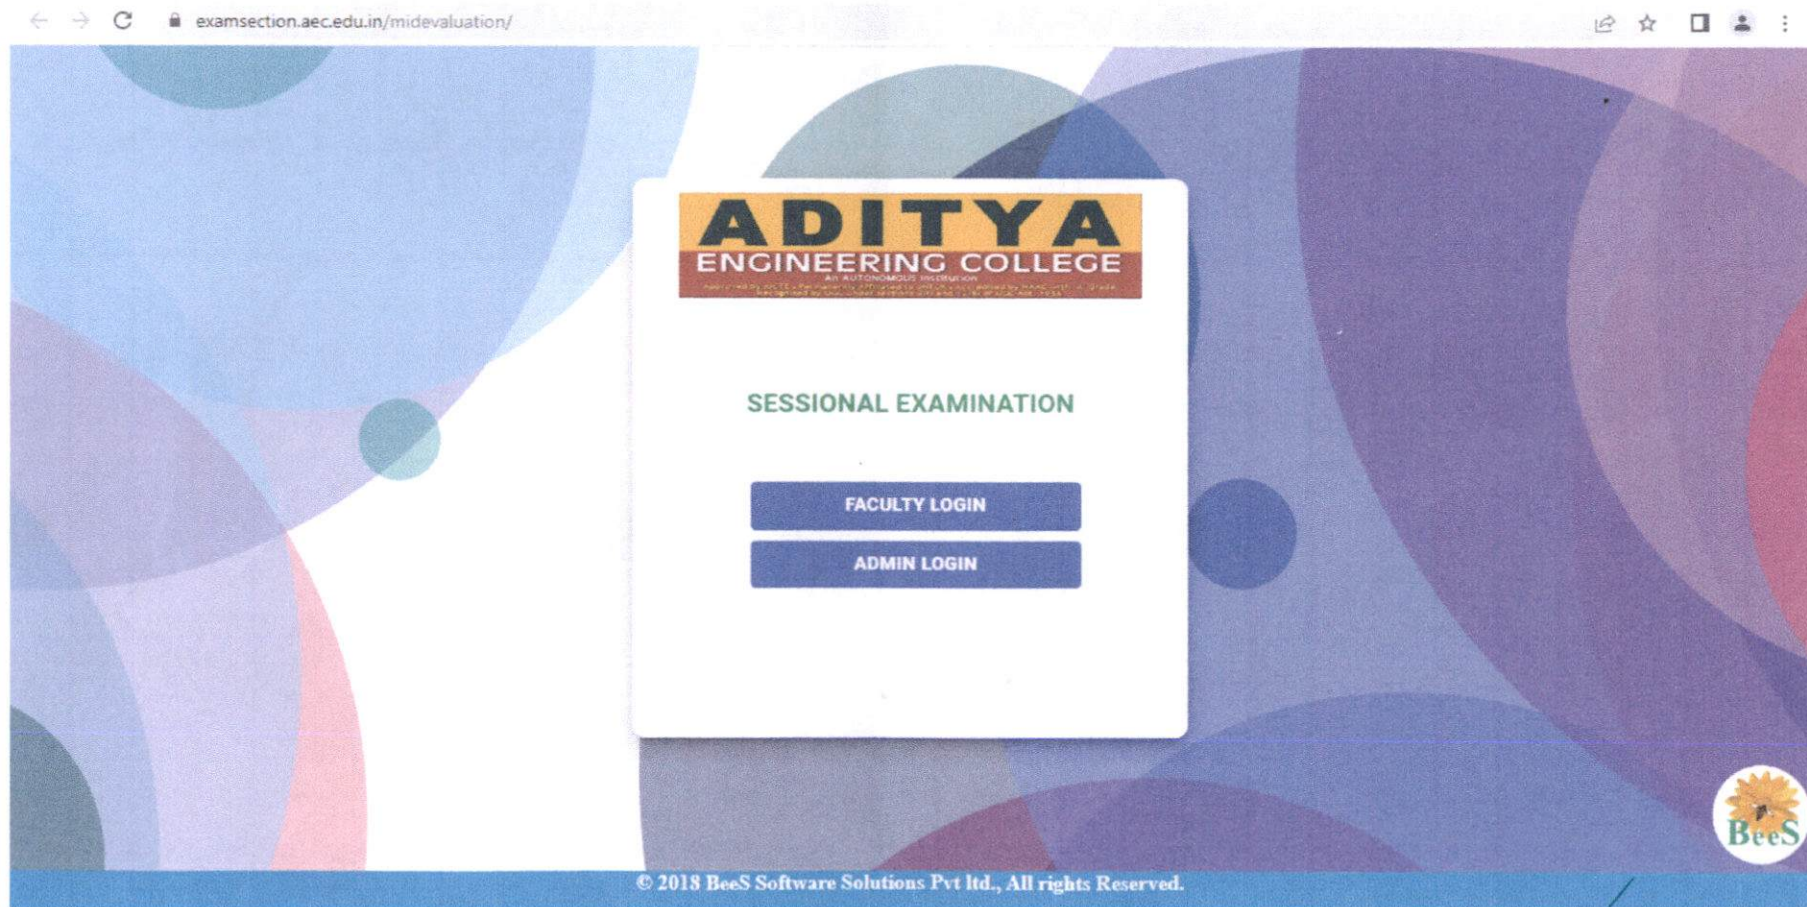 examsection.aec.edu.in/midevaluation/
ADITYA
ENGINEERING COLLEGE
An AUTONOMOUS Institution
SESSIONAL EXAMINATION
FACULTY LOGIN
ADMIN LOGIN
BeeS
© 2018 BeeS Software Solutions Pvt ltd., All rights Reserved.